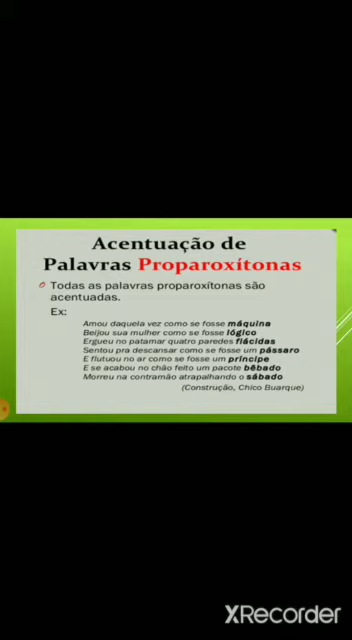 Acentuação de
Palavras Proparoxítonas
Todas as palavras proparoxítonas são
acentuadas.
Ex:
Amou daquela vez como se fosse máquina
Beijou sua mulher como se fosse lógico
Ergueu no patamar quatro paredes flácidas
Sentou pra descansar como se fosse um pássaro
E flutuou no ar como se fosse um príncipe
E se acabou no chão feito um pacote bêbado
Morreu na contramão atrapalhando o sábado
(Construção, Chico Buarque)
XRecorder